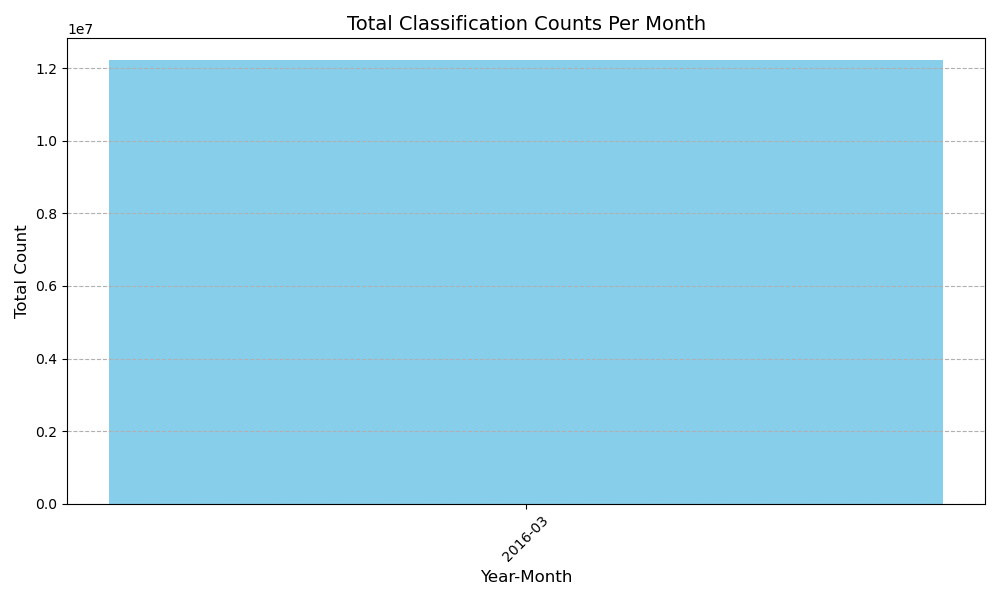 Total Classification Counts Per Month
1e7
1.2
1.0
0.8
0.6
0.4
0.2
0.0
Total Count
2016-03
Year-Month